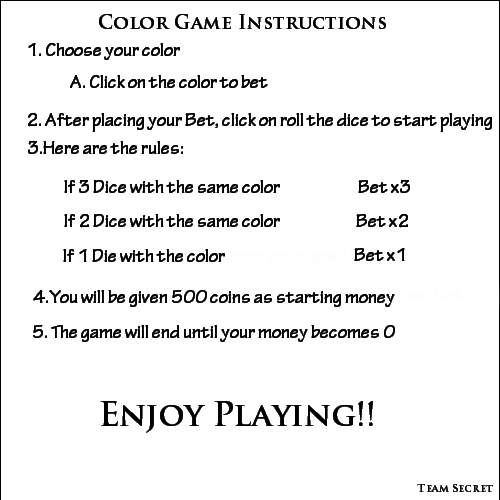 Color Game Instructions
1. Choose your color
A. Click on the color to bet
2. After placing your Bet, click on roll the dice to start playing
3.Here are the rules:
If 3 Dice with the same color Bet x3
If 2 Dice with the same color Bet x2
If 1 Die with the color Bet x1
4.You will be given 500 coins as starting money
5. The game will end until your money becomes 0
Enjoy Playing!!
Team Secret